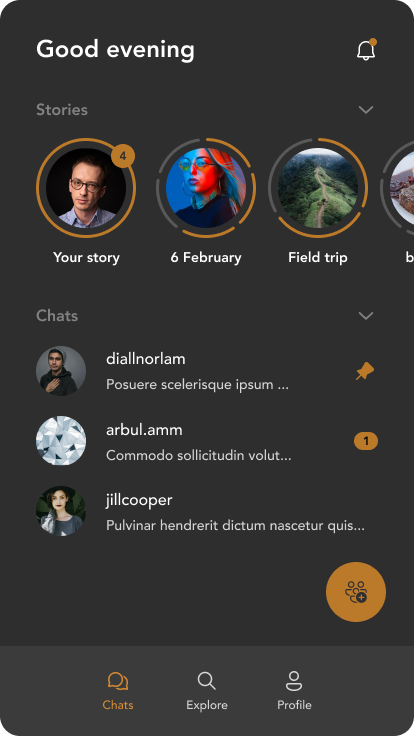 Good evening
Stories
4
Your story
6 February
Field trip
b
Chats
diallnorlam
Posuere scelerisque ipsum ...
arbul.amm
Commodo sollicitudin volut...
1
jillcooper
Pulvinar hendrerit dictum nascetur quis...
Chats
Explore
Profile